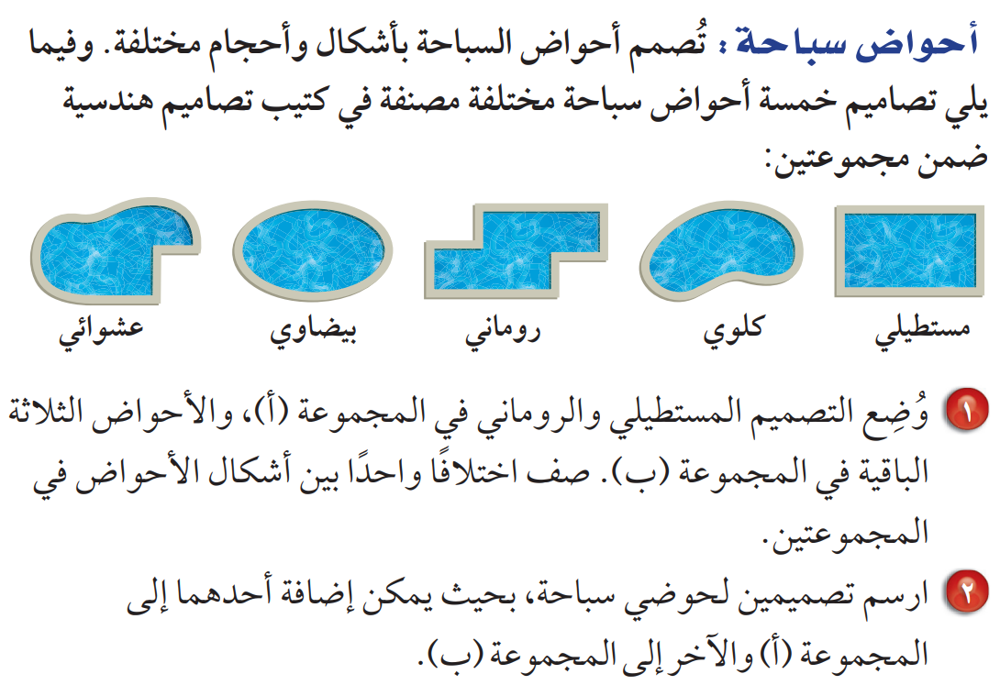 أحواض سباحة : تُصمم أحواض السباحة بأشكال وأحجام مختلفة. وفيما
يلي تصاميم خمسة أحواض سباحة مختلفة مصنفة في كتيب تصاميم هندسية
ضمن مجموعتين:
مستطيلي كلوي روماني بيضاوي عشوائي
١ وُضِع التصميم المستطيلي والروماني في المجموعة (أ)، والأحواض الثلاثة
الباقية في المجموعة (ب). صف اختلافًا واحدًا بين أشكال الأحواض في
المجموعتين.
٢ ارسم تصميمين لحوضي سباحة، بحيث يمكن إضافة أحدهما إلى
المجموعة (أ) والآخر إلى المجموعة (ب).